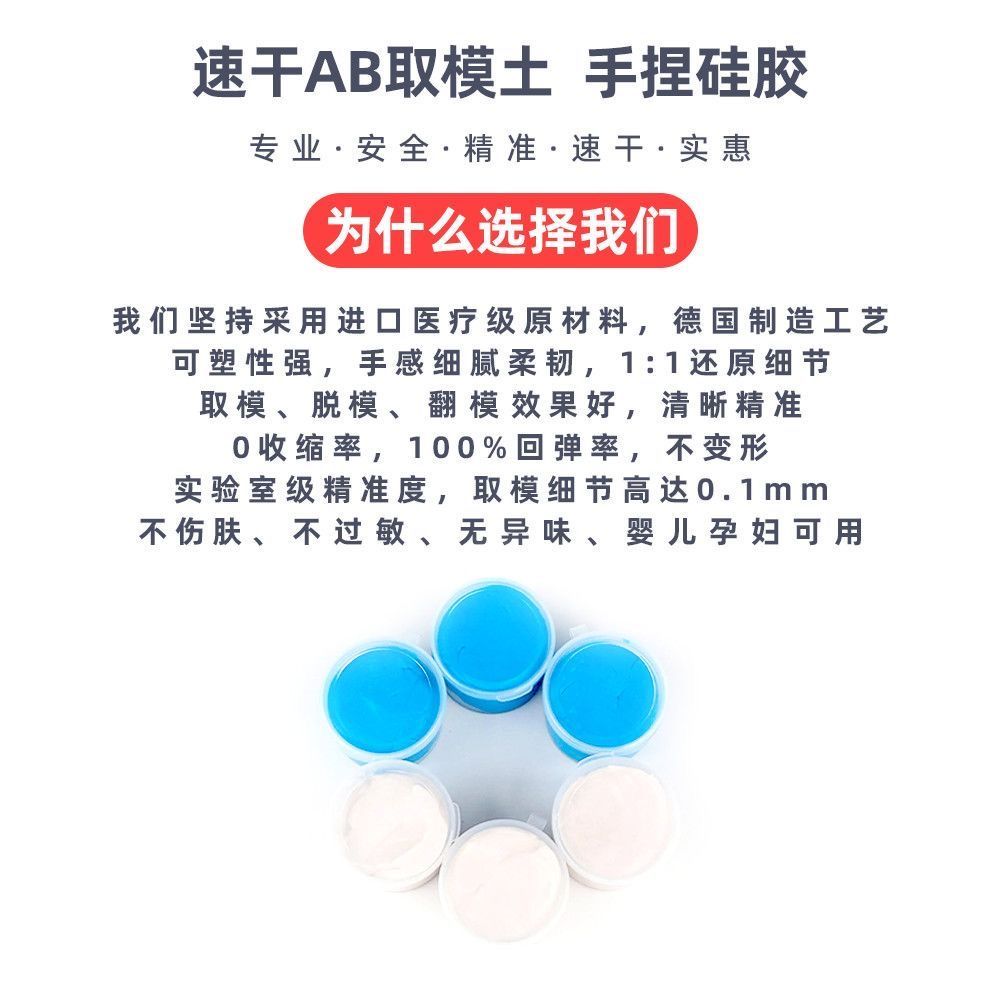 速干AB取模土 手捏硅胶
专业·安全·精准·速干·实惠
为什么选择我们
我们坚持采用进口医疗级原材料，德国制造工艺
可塑性强，手感细腻柔韧，1:1还原细节
取模、脱模、翻模效果好，清晰精准
0收缩率，100%回弹率，不变形
实验室级精准度，取模细节高达0.1mm
不伤肤、不过敏、无异味、婴儿孕妇可用